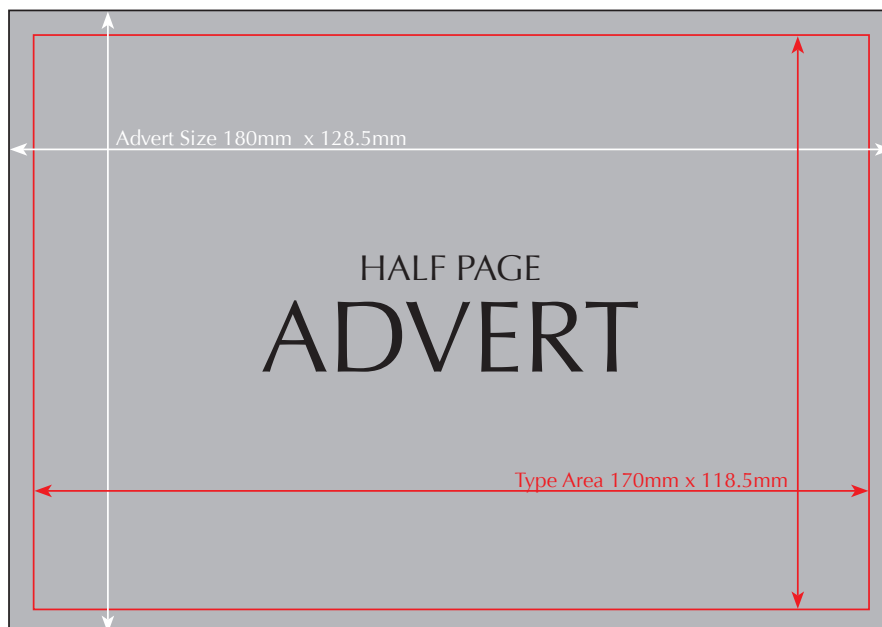 Advert Size 180mm  x 128.5mm
HALF PAGE
ADVERT
Type Area 170mm x 118.5mm